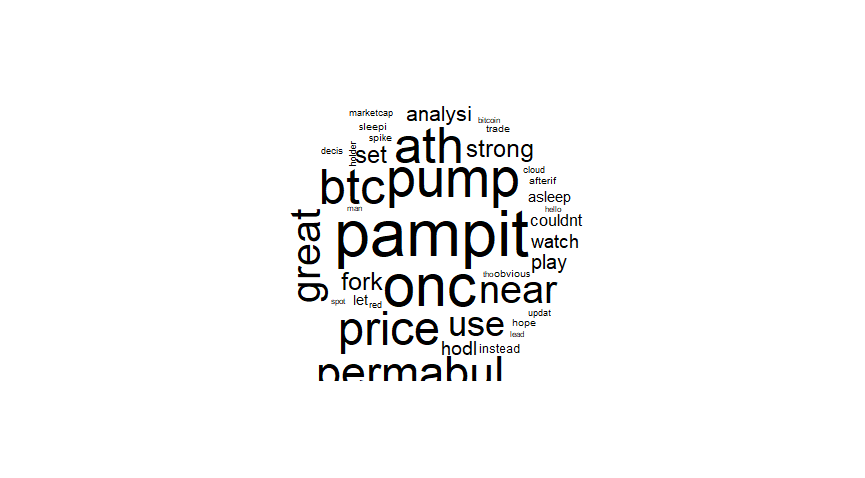 marketcap
analysi
bitcoin
sleepi
trade
spike
ath
strong
decis
holder
set
cloud
btc
pump
afterif
asleep
man
hello
great
pampit
couldnt
watch
play
fork
onc
tho
obvious
near
spot
let
red
price
use
updat
hope
lead
hodl
instead
permabul